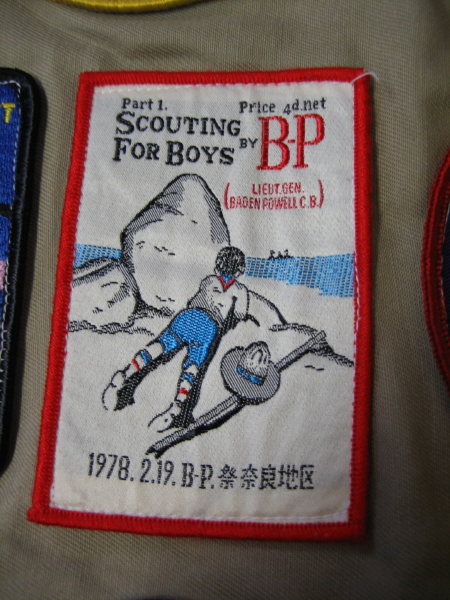 Part 1. Price 4d.net
SCOUTING
FOR BOYS BY B-P
(LIEUT.GEN.
BADEN POWELL C.B.)
1978.2.19. B-P. 祭奈良地区
T